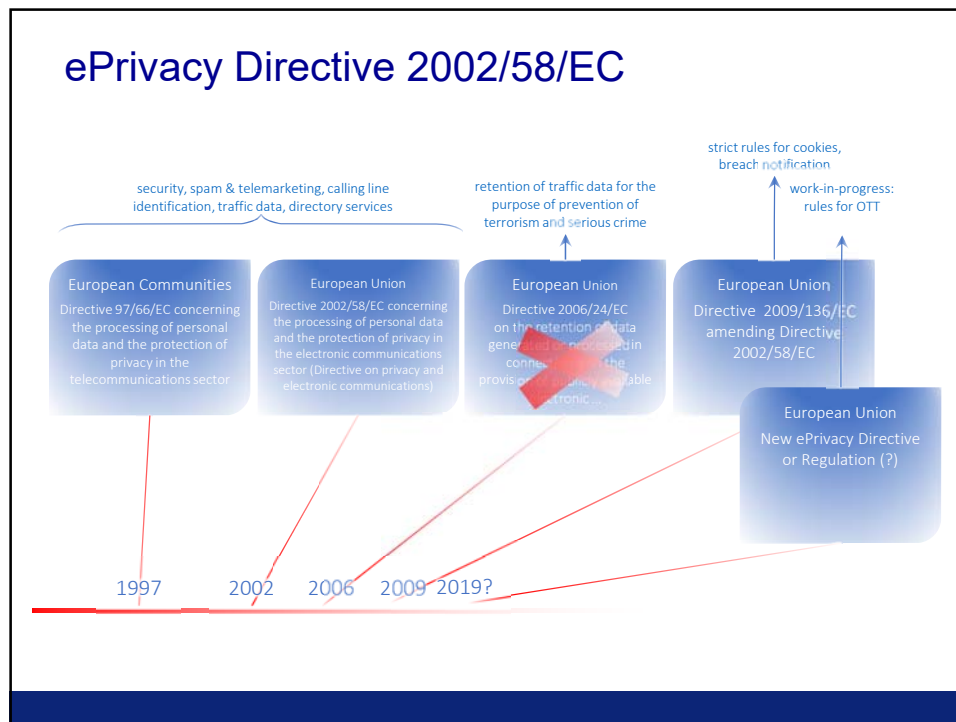 ePrivacy Directive 2002/58/EC
strict rules for cookies,
breach notification
security, spam & telemarketing, calling line
identification, traffic data, directory services
retention of traffic data for the
purpose of prevention of
terrorism and serious crime
work-in-progress:
rules for OTT
European Communities
Directive 97/66/EC concerning
the processing of personal
data and the protection of
privacy in the
telecommunications sector
European Union
Directive 2002/58/EC concerning
the processing of personal data
and the protection of privacy in
the electronic communications
sector (Directive on privacy and
electronic communications)
European Union
Directive 2006/24/EC
on the retention of data
generated or processed in
the
provision
...
European Union
Directive 2009/136/EC
amending Directive
2002/58/EC
European Union
New ePrivacy Directive
or Regulation (?)
1997
2002
2006
2009
2019?